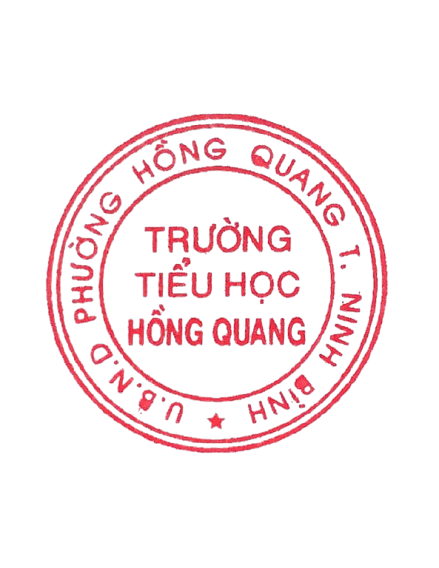 U.B.N.D PHƯỜNG HỒNG QUANG T. NINH BÌNH
TRƯỜNG
TIỂU HỌC
HỒNG QUANG